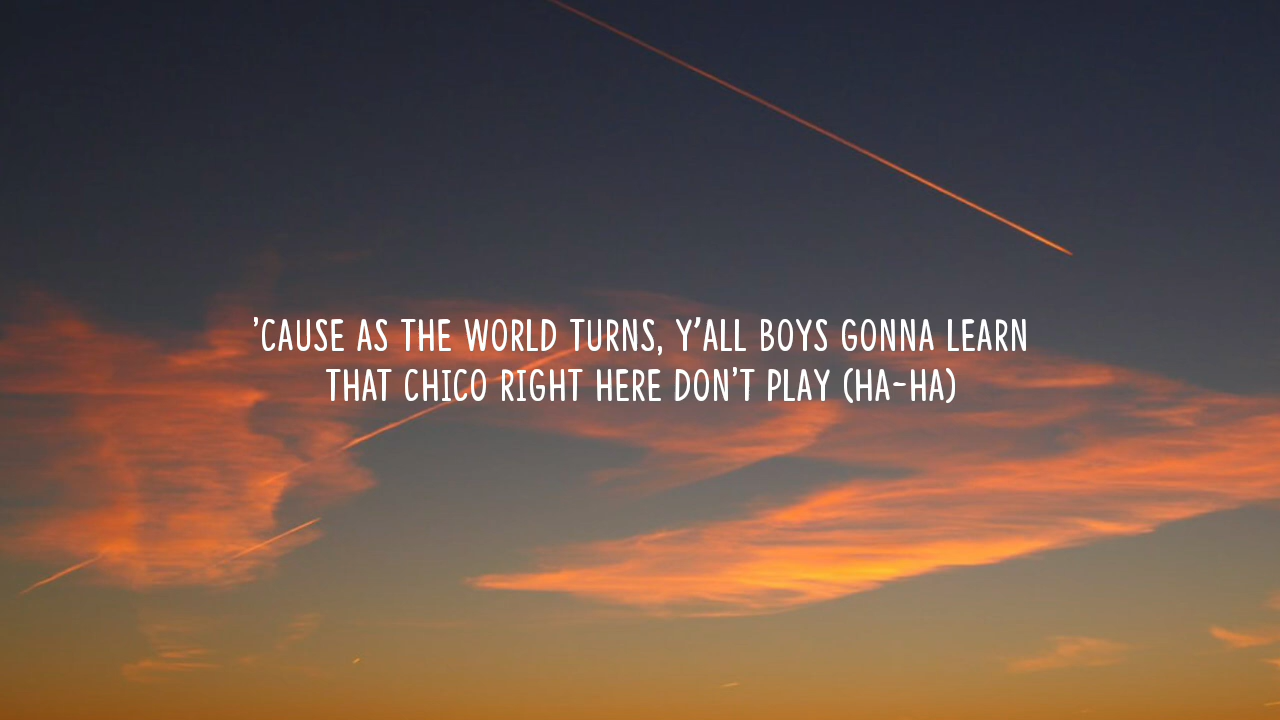 'CAUSE AS THE WORLD TURNS, Y'ALL BOYS GONNA LEARN
THAT CHICO RIGHT HERE DON'T PLAY (HA-HA)